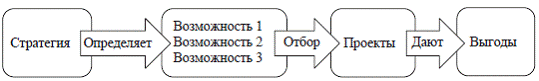 Стратегия
Определяет
Возможность 1
Возможность 2
Возможность 3
Отбор
Проекты
Дают
Выгоды